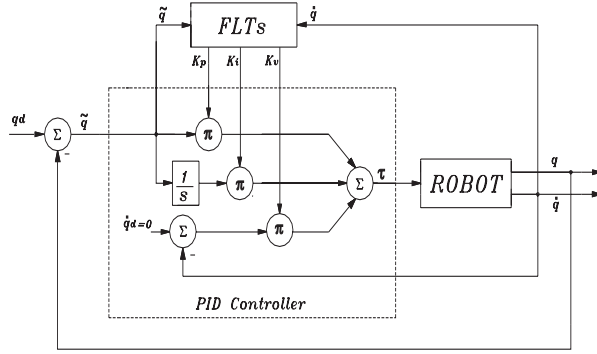 q̃ FLTs q̇
Kp Ki Kv
qd Σ q̃ π q
- Σ τ ROBOT
1/s π q̇
q̇d=0 Σ π
-
PID Controller